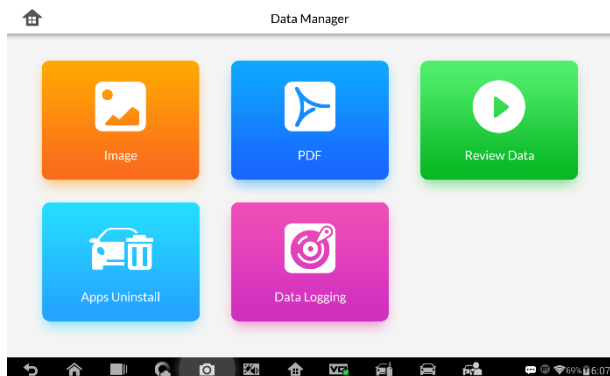 Data Manager
Image
PDF
Review Data
Apps Uninstall
Data Logging
69% 6:07